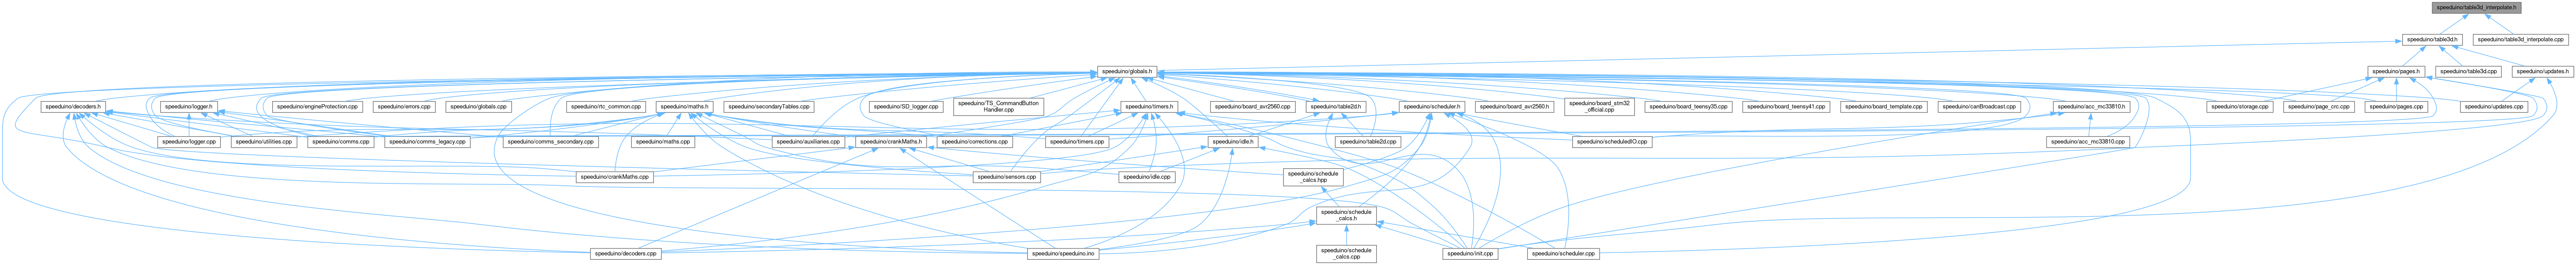 speeduino/table3d_interpolate.h
speeduino/table3d.h
speeduino/table3d_interpolate.cpp
speeduino/globals.h
speeduino/pages.h
speeduino/table3d.cpp
speeduino/updates.h
speeduino/decoders.h
speeduino/logger.h
speeduino/engineProtection.cpp
speeduino/errors.cpp
speeduino/globals.cpp
speeduino/rtc_common.cpp
speeduino/maths.h
speeduino/secondaryTables.cpp
speeduino/SD_logger.cpp
speeduino/TS_CommandButton
Handler.cpp
speeduino/timers.h
speeduino/board_avr2560.cpp
speeduino/table2d.h
speeduino/scheduler.h
speeduino/board_avr2560.h
speeduino/board_stm32
_official.cpp
speeduino/board_teensy35.cpp
speeduino/board_teensy41.cpp
speeduino/board_template.cpp
speeduino/canBroadcast.cpp
speeduino/acc_mc33810.h
speeduino/storage.cpp
speeduino/page_crc.cpp
speeduino/pages.cpp
speeduino/updates.cpp
speeduino/logger.cpp
speeduino/utilities.cpp
speeduino/comms.cpp
speeduino/comms_legacy.cpp
speeduino/comms_secondary.cpp
speeduino/maths.cpp
speeduino/auxiliaries.cpp
speeduino/crankMaths.h
speeduino/corrections.cpp
speeduino/timers.cpp
speeduino/idle.h
speeduino/table2d.cpp
speeduino/scheduledIO.cpp
speeduino/acc_mc33810.cpp
speeduino/crankMaths.cpp
speeduino/sensors.cpp
speeduino/idle.cpp
speeduino/schedule
_calcs.hpp
speeduino/schedule
_calcs.h
speeduino/decoders.cpp
speeduino/speeduino.ino
speeduino/schedule
_calcs.cpp
speeduino/init.cpp
speeduino/scheduler.cpp